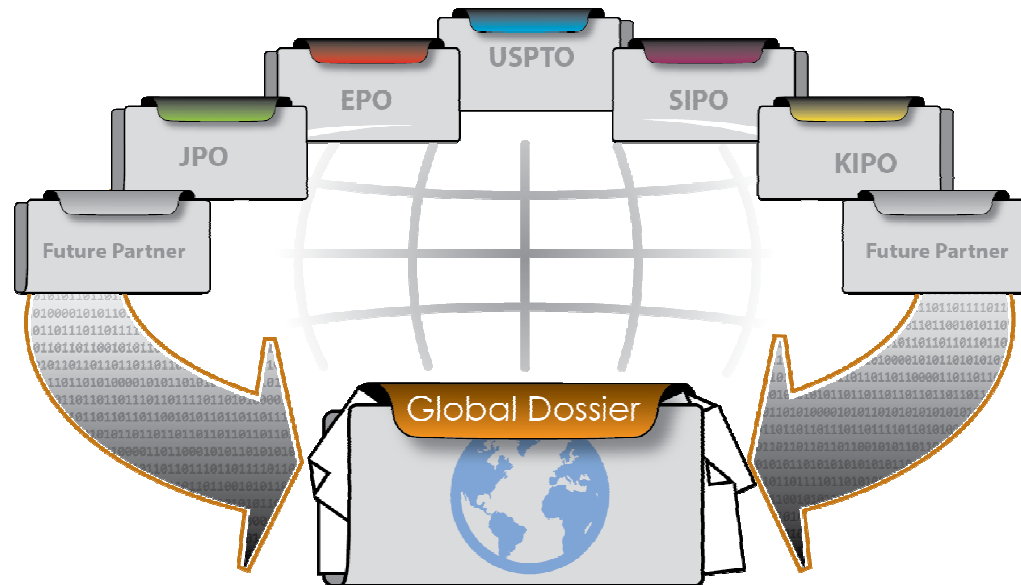 USPTO
EPO
SIPO
JPO
KIPO
Future Partner
Future Partner
Global Dossier